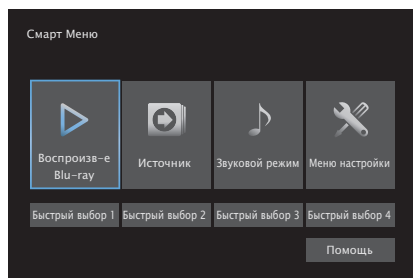 Смарт Меню
Воспроизв-е
Blu-ray
Источник
Звуковой режим
Меню настройки
Быстрый выбор 1
Быстрый выбор 2
Быстрый выбор 3
Быстрый выбор 4
Помощь